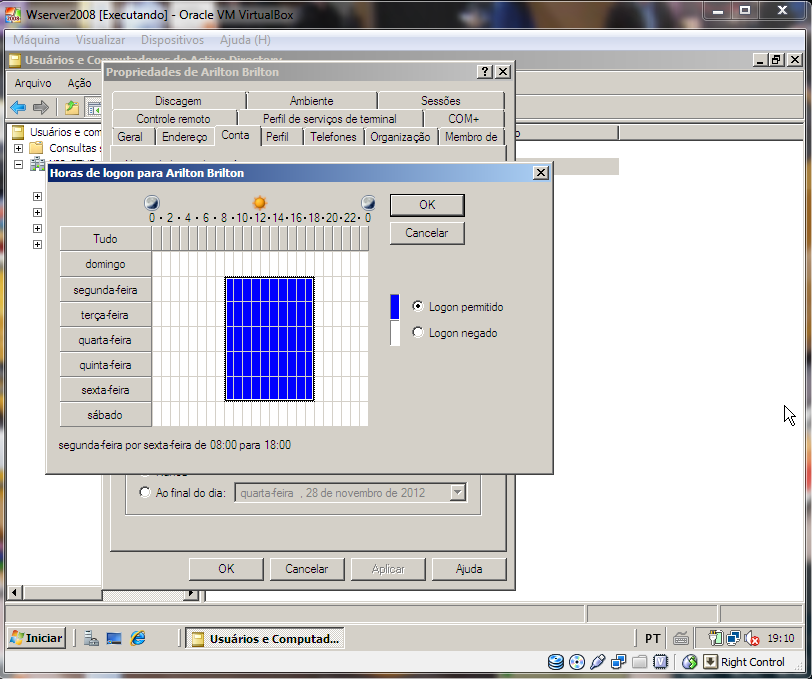 Wserver2008 [Executando] - Oracle VM VirtualBox
Máquina Visualizar Dispositivos Ajuda (H)
Usuários e Computadores do Active Directory
Arquivo Ação
Propriedades de Arilton Brilton
Discagem Ambiente Sessões
Controle remoto Perfil de serviços de terminal COM+
Geral Endereço Conta Perfil Telefones Organização Membro de
Usuários e com
Consultas s
Horas de logon para Arilton Brilton
0 · 2 · 4 · 6 · 8 · 10 · 12 · 14 · 16 · 18 · 20 · 22 · 0
OK
Cancelar
Tudo
domingo
segunda-feira
terça-feira
quarta-feira
quinta-feira
sexta-feira
sábado
Logon permitido
Logon negado
segunda-feira por sexta-feira de 08:00 para 18:00
Ao final do dia: quarta-feira , 28 de novembro de 2012
OK Cancelar Aplicar Ajuda
Iniciar Usuários e Computad... PT 19:10
Right Control